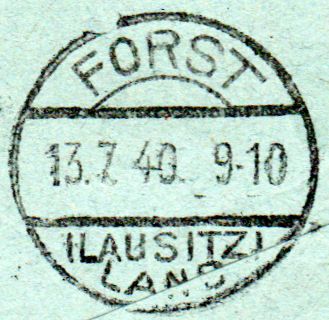 FORST
13.7.40 9-10
(LAUSITZ)
LAND